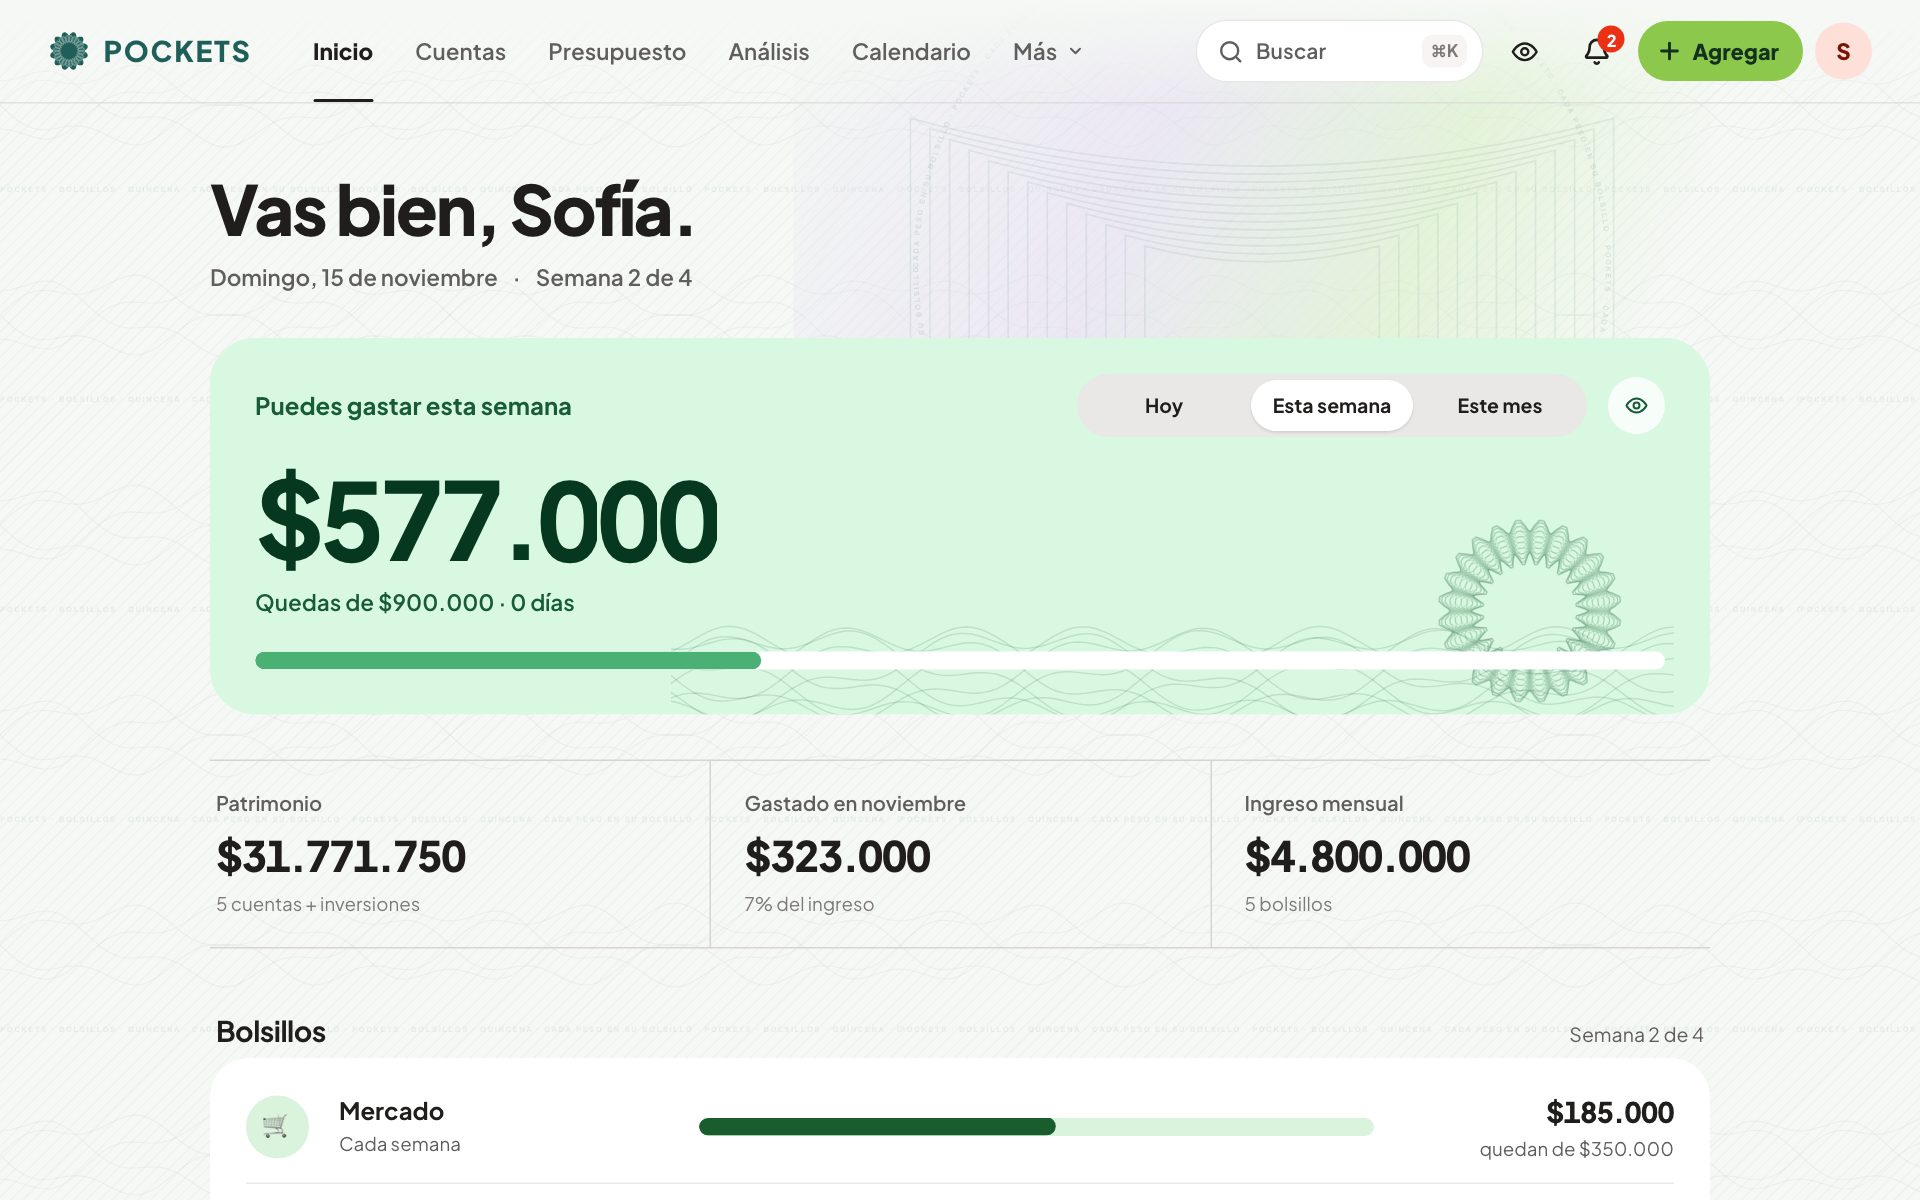 POCKETS
Inicio
Cuentas
Presupuesto
Análisis
Calendario
Más
Buscar
⌘K
2
Agregar
S
Vas bien, Sofía.
Domingo, 15 de noviembre · Semana 2 de 4
Puedes gastar esta semana
Hoy
Esta semana
Este mes
$577.000
Quedas de $900.000 · 0 días
Patrimonio
$31.771.750
5 cuentas + inversiones
Gastado en noviembre
$323.000
7% del ingreso
Ingreso mensual
$4.800.000
5 bolsillos
Bolsillos
Semana 2 de 4
Mercado
Cada semana
$185.000
quedan de $350.000